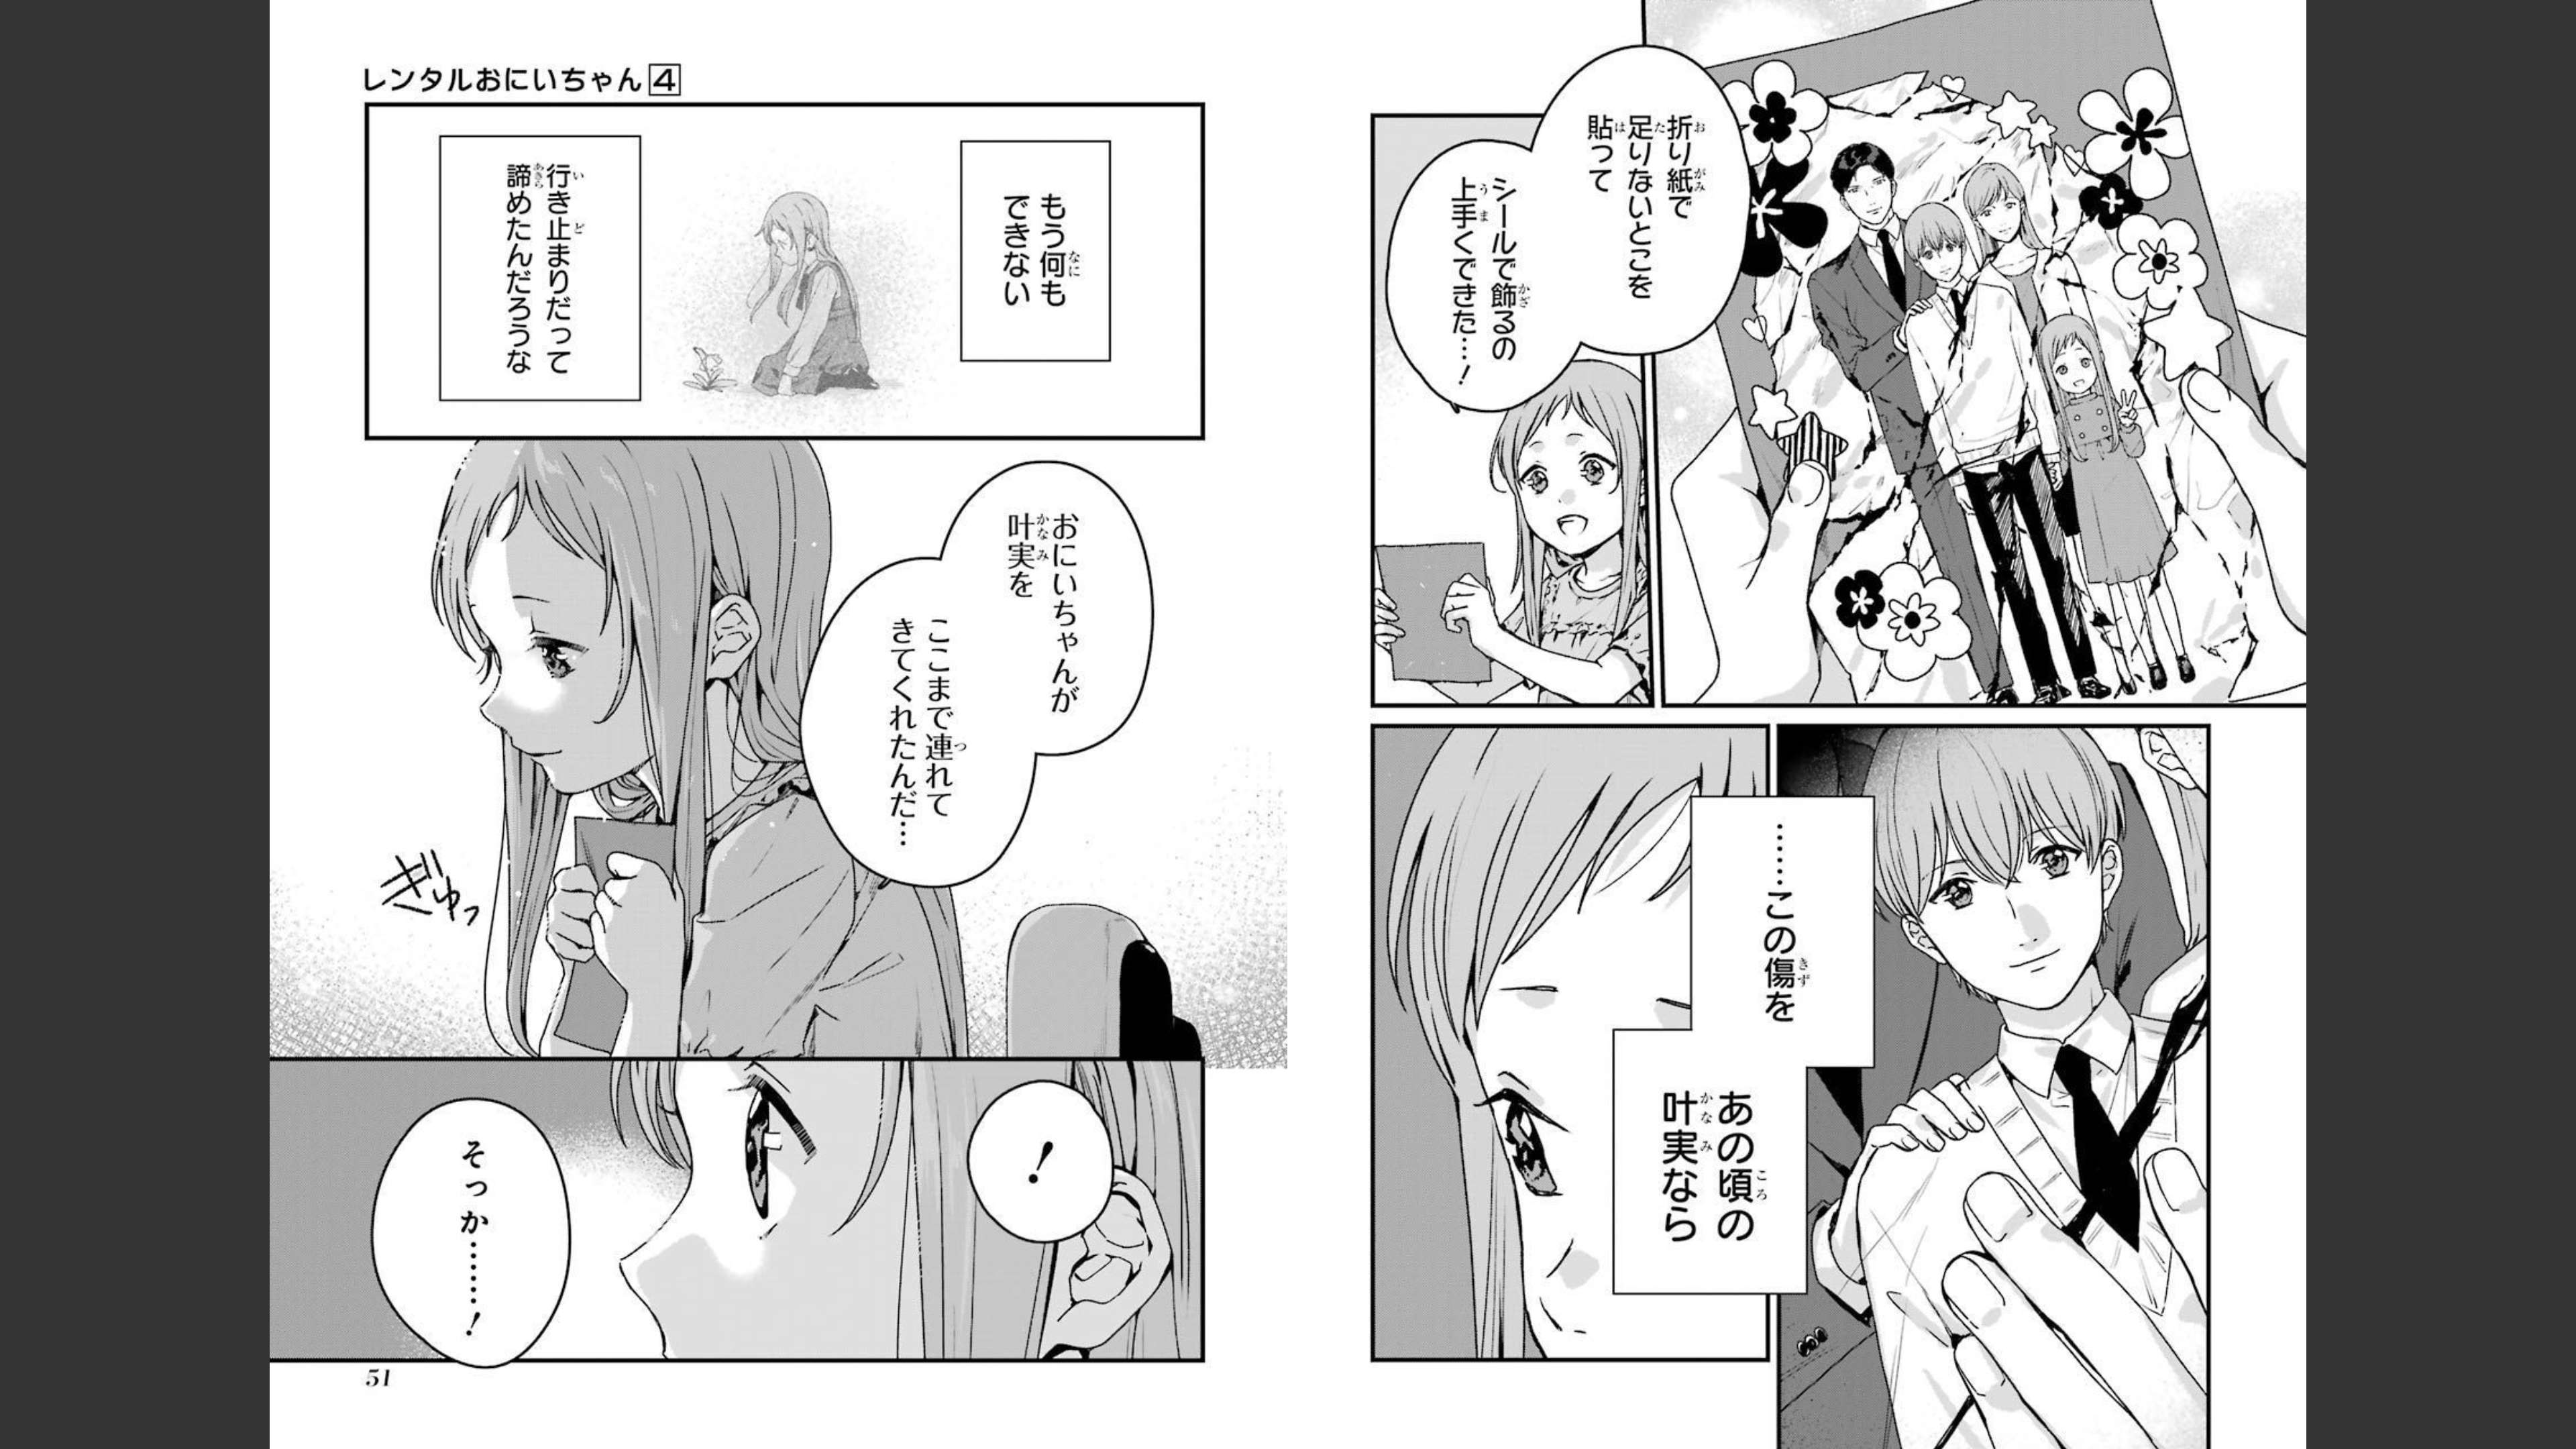 折り紙で
足りないとこを
貼って
シールで飾るの
上手くできた…!
……この傷を
あの頃の
叶実なら
レンタルおにいちゃん4
もう何も
できない
行き止まりだって
諦めたんだろうな
おにいちゃんが
叶実を
ここまで連れて
きてくれたんだ…
ぎゅっ
!
そっか……!
51